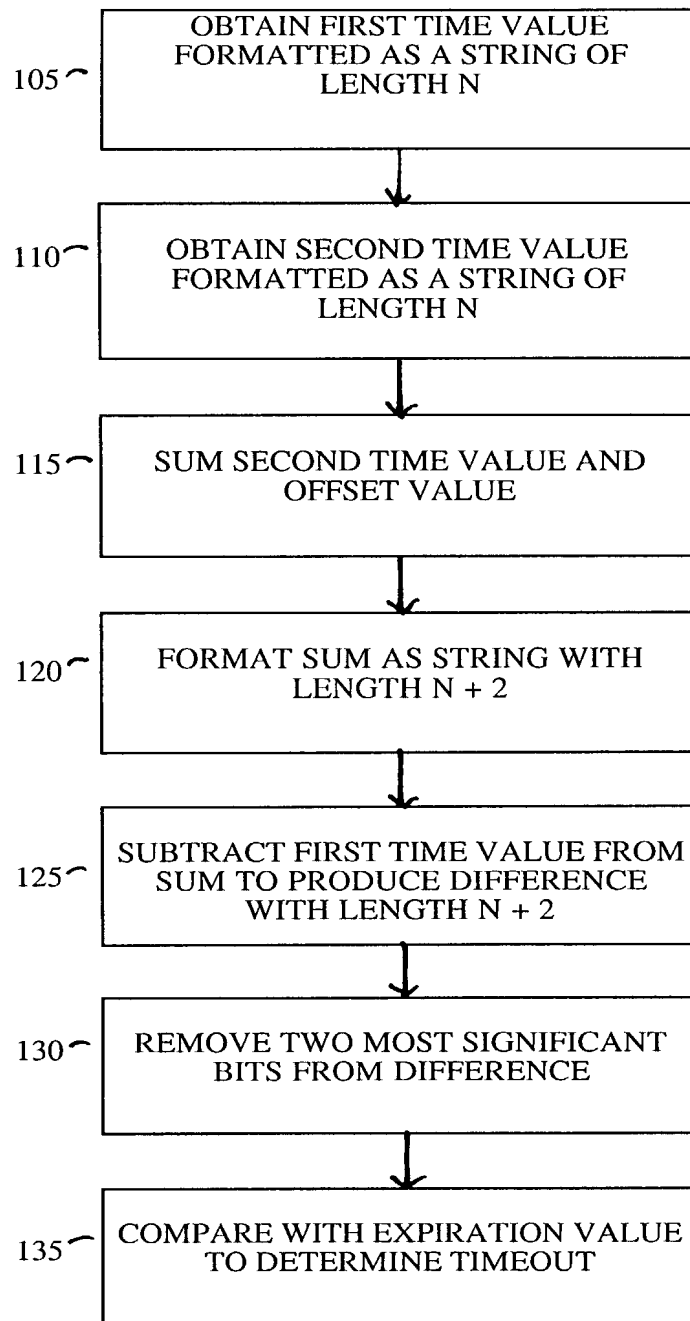 OBTAIN FIRST TIME VALUE
FORMATTED AS A STRING OF
LENGTH N
105
110
OBTAIN SECOND TIME VALUE
FORMATTED AS A STRING OF
LENGTH N
115
SUM SECOND TIME VALUE AND
OFFSET VALUE
120
FORMAT SUM AS STRING WITH
LENGTH N + 2
125
SUBTRACT FIRST TIME VALUE FROM
SUM TO PRODUCE DIFFERENCE
WITH LENGTH N + 2
130
REMOVE TWO MOST SIGNIFICANT
BITS FROM DIFFERENCE
135
COMPARE WITH EXPIRATION VALUE
TO DETERMINE TIMEOUT